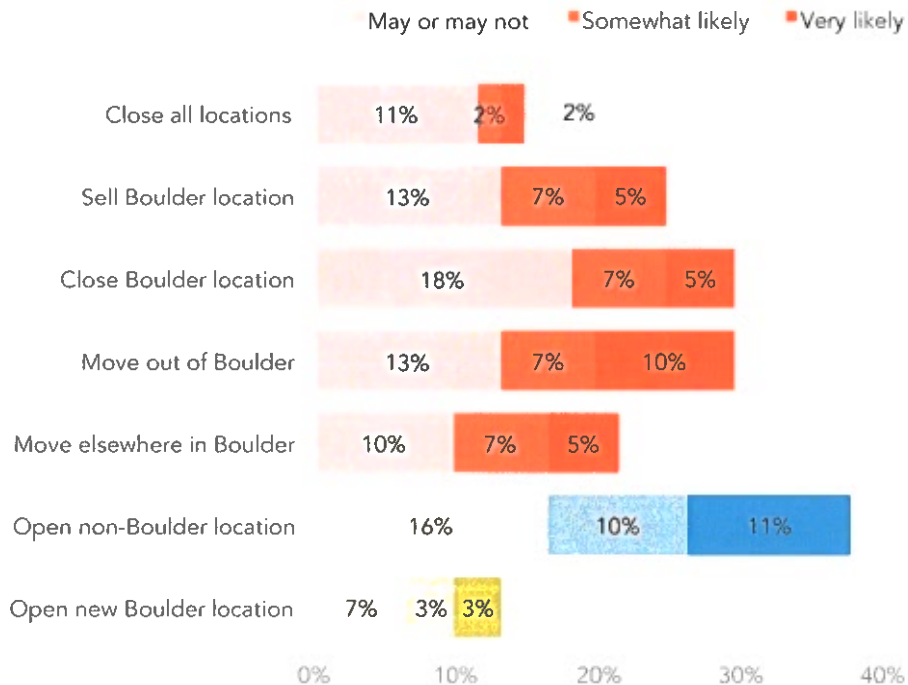 May or may not Somewhat likely Very likely
Close all locations 11% 2% 2%
Sell Boulder location 13% 7% 5%
Close Boulder location 18% 7% 5%
Move out of Boulder 13% 7% 10%
Move elsewhere in Boulder 10% 7% 5%
Open non-Boulder location 16% 10% 11%
Open new Boulder location 7% 3% 3%
0% 10% 20% 30% 40%